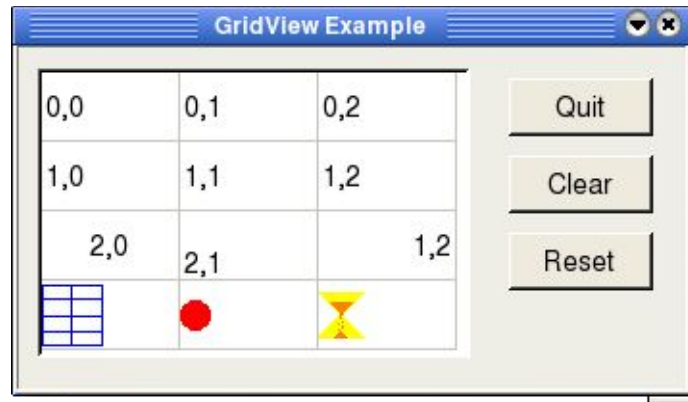 GridView Example
0,0 0,1 0,2 Quit
1,0 1,1 1,2 Clear
2,0 2,1 1,2 Reset